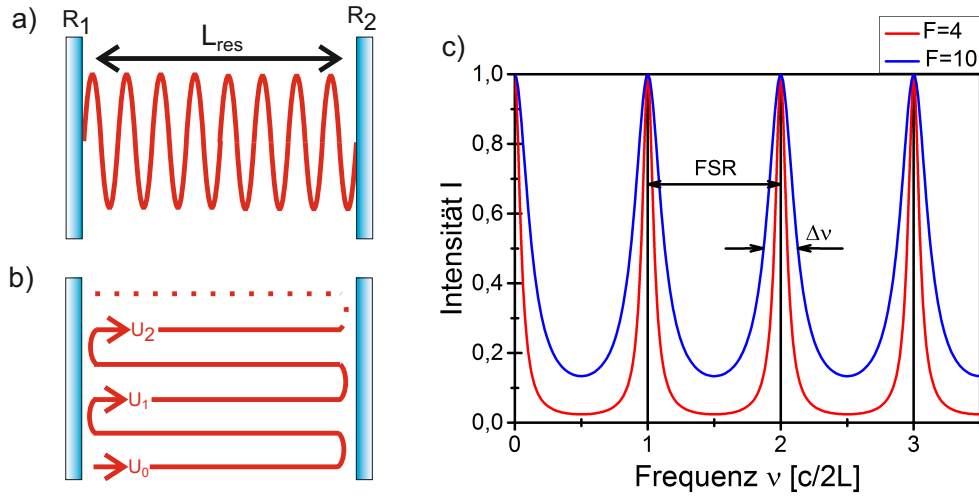 a)
R₁
R₂
Lres
b)
U₂
U₁
U₀
c)
F=4
F=10
Intensität I
1,0
0,8
0,6
0,4
0,2
0,0
FSR
Δν
0
1
2
3
Frequenz ν [c/2L]